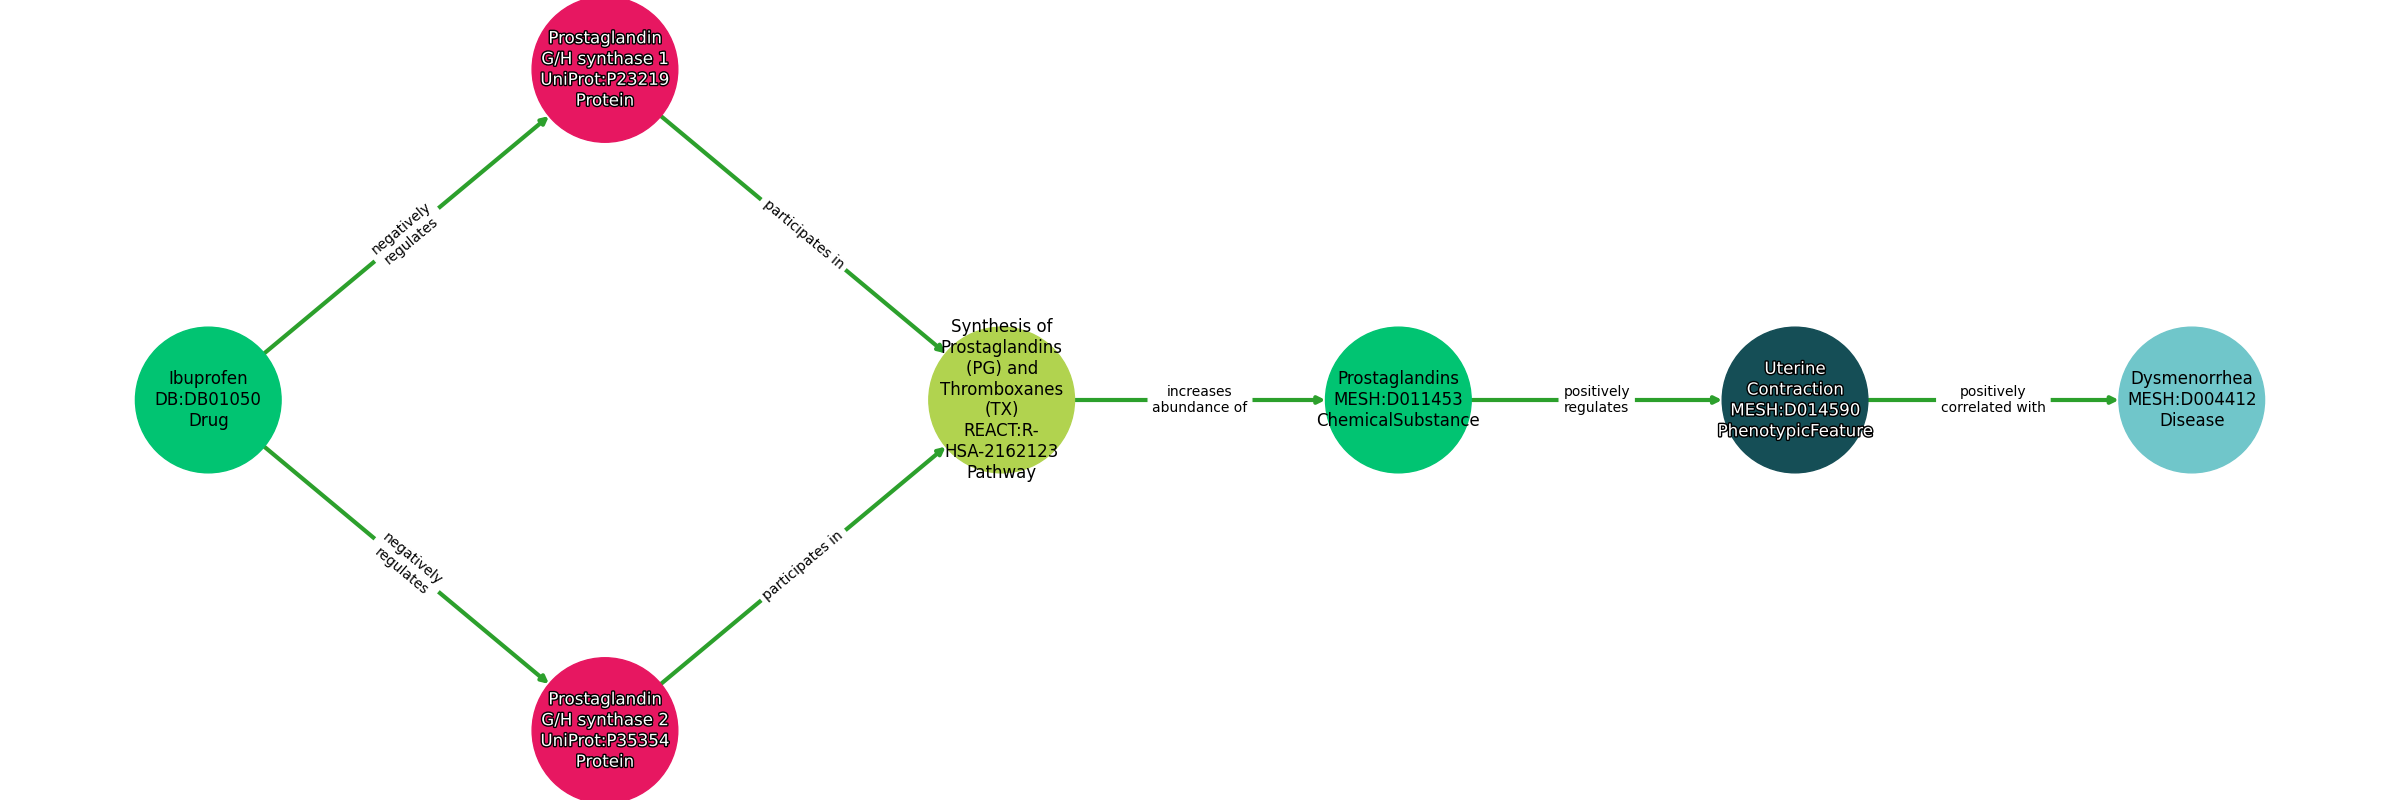 Prostaglandin
G/H synthase 1
UniProt:P23219
Protein
negatively
regulates
participates in
Ibuprofen
DB:DB01050
Drug
Synthesis of
Prostaglandins
(PG) and
Thromboxanes
(TX)
REACT:R-
HSA-2162123
Pathway
increases
abundance of
Prostaglandins
MESH:D011453
ChemicalSubstance
positively
regulates
Uterine
Contraction
MESH:D014590
PhenotypicFeature
positively
correlated with
Dysmenorrhea
MESH:D004412
Disease
negatively
regulates
participates in
Prostaglandin
G/H synthase 2
UniProt:P35354
Protein